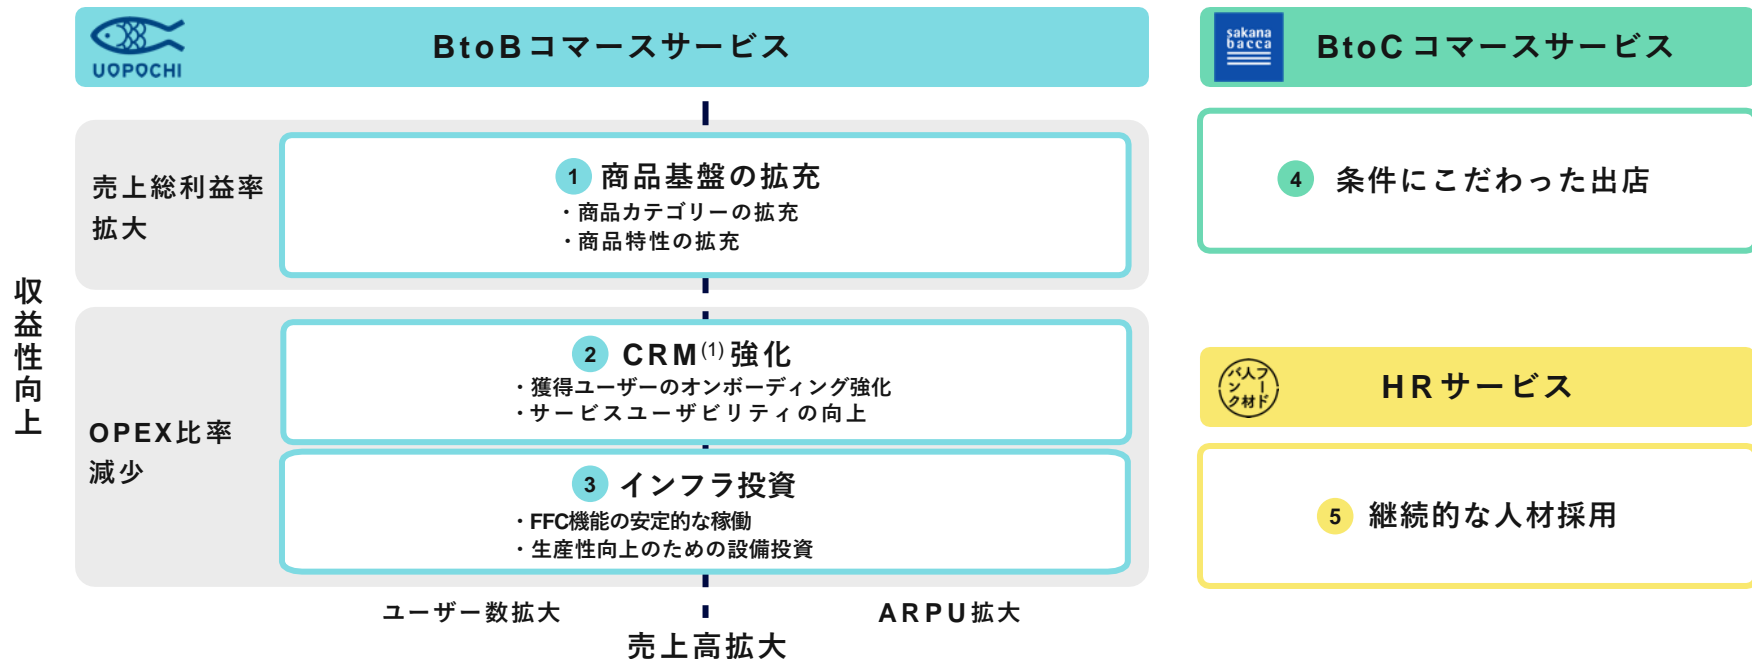 UOPOCHI
BtoBコマースサービス
売上総利益率
拡大
1 商品基盤の拡充
・商品カテゴリーの拡充
・商品特性の拡充
収益性向上
OPEX比率
減少
2 CRM(1)強化
・獲得ユーザーのオンボーディング強化
・サービスユーザビリティの向上
3 インフラ投資
・FFC機能の安定的な稼働
・生産性向上のための設備投資
ユーザー数拡大
ARPU拡大
売上高拡大
sakana
bacca
BtoCコマースサービス
4 条件にこだわった出店
フード
人材
バンク
HRサービス
5 継続的な人材採用